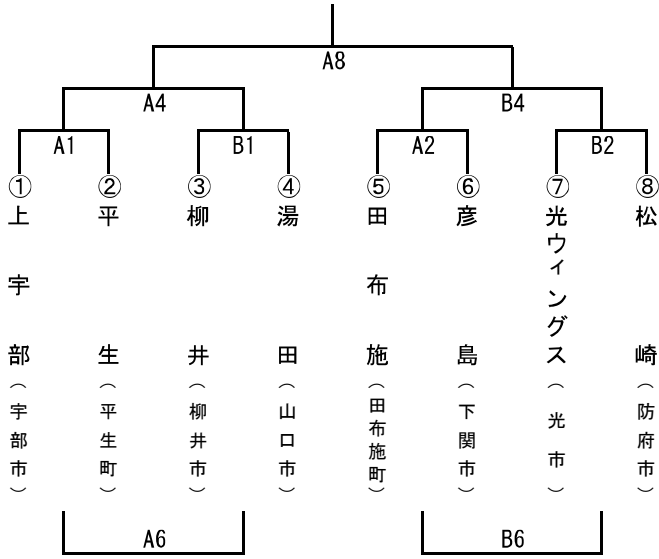 A8
A4
B4
A1
B1
A2
B2
①
②
③
④
⑤
⑥
⑦
⑧
上宇部（宇部市）
平生（平生町）
柳井（柳井市）
湯田（山口市）
田布施（田布施町）
彦島（下関市）
光ウィングス（光市）
松崎（防府市）
A6
B6